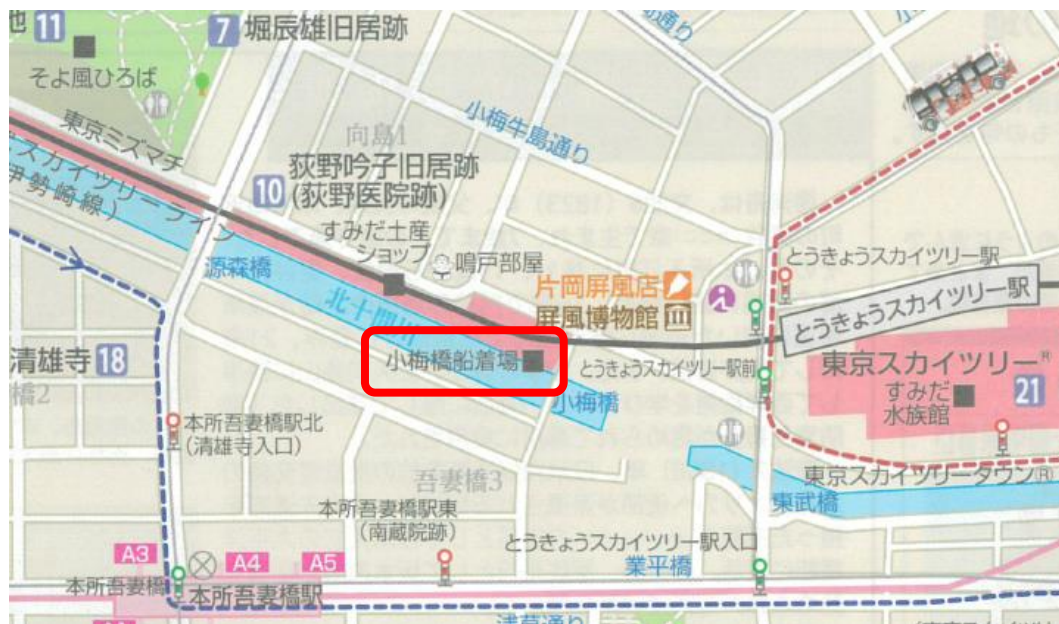 11
7 堀辰雄旧居跡
そよ風ひろば
東京ミズマチ
スカイツリーライン
伊勢崎線)
向島1
小梅牛島通り
10 荻野吟子旧居跡
(荻野医院跡)
すみだ土産
ショップ
鳴戸部屋
源森橋
北十間川
片岡屏風店
屏風博物館
とうきょうスカイツリー駅
とうきょうスカイツリー駅
小梅橋船着場
とうきょうスカイツリー駅前
小梅橋
東京スカイツリー®
すみだ
水族館
21
清雄寺 18
橋2
本所吾妻橋駅北
(清雄寺入口)
吾妻橋3
東京スカイツリータウン(R)
東武橋
本所吾妻橋駅東
(南蔵院跡)
とうきょうスカイツリー駅入口
業平橋
A3
A4
A5
本所吾妻橋
本所吾妻橋駅
浅草通り